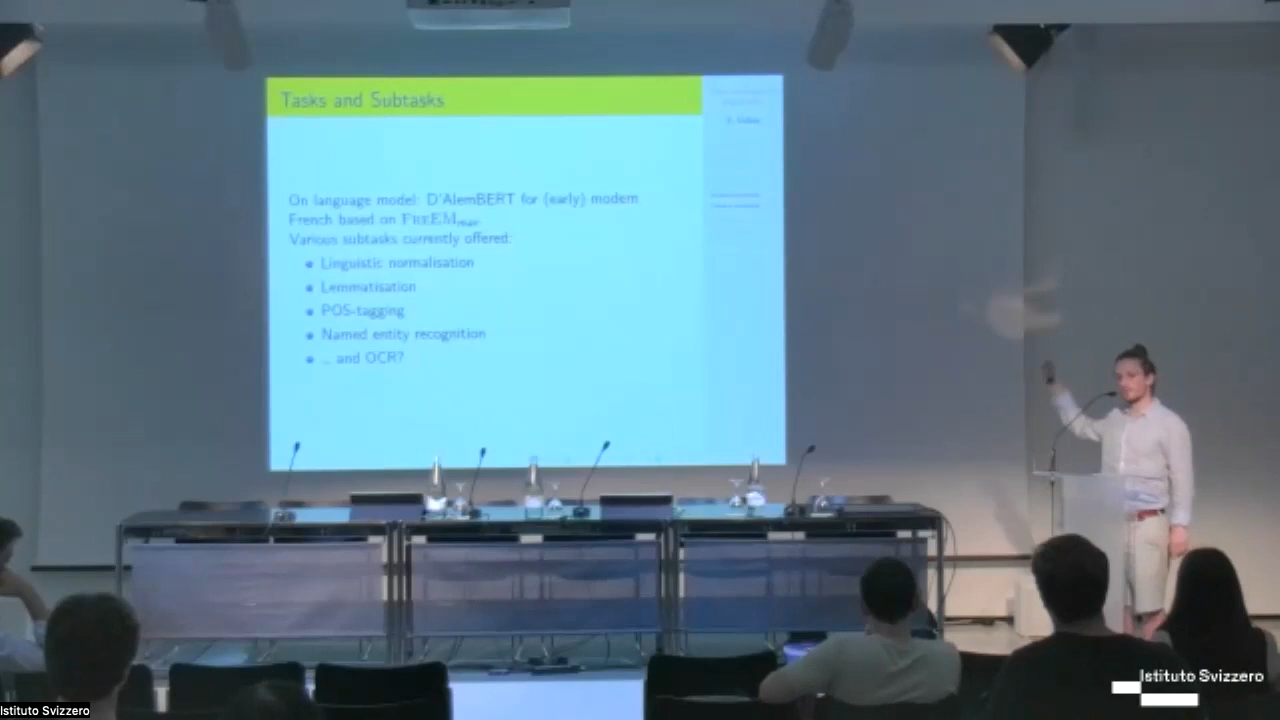 Tasks and Subtasks
On language model: D'AlemBERT for (early) modern
French based on FREEMmax
Various subtasks currently offered:
Linguistic normalisation
Lemmatisation
POS-tagging
Named entity recognition
... and OCR?
Istituto Svizzero
Istituto Svizzero